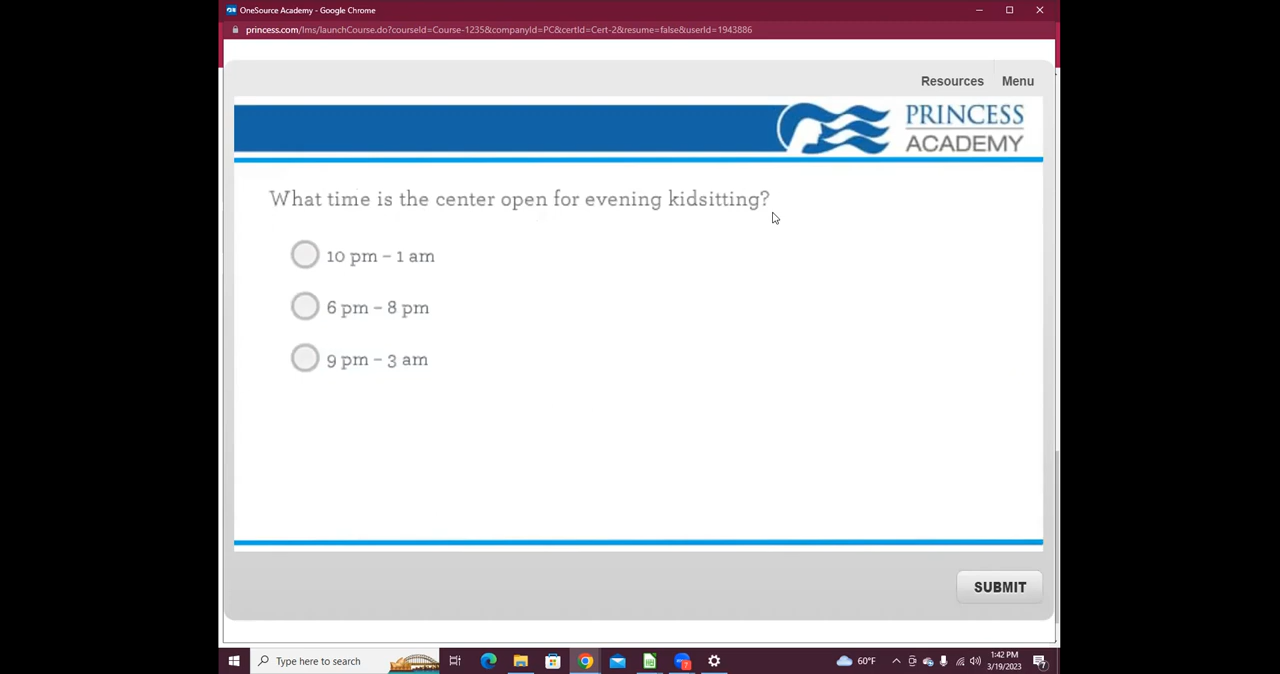 OneSource Academy - Google Chrome
princess.com/lms/launchCourse.do?courseId=Course-1235&companyId=PC&certId=Cert-2&resume=false&userId=1943886
Resources Menu
PRINCESS
ACADEMY
What time is the center open for evening kidsitting?
10 pm – 1 am
6 pm – 8 pm
9 pm – 3 am
SUBMIT
Type here to search
60°F
1:42 PM
3/19/2023